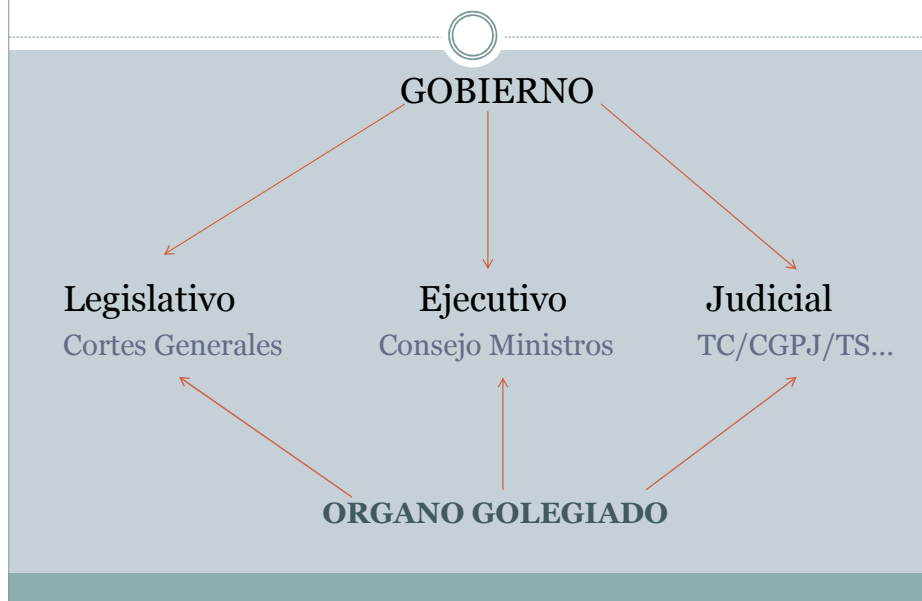 GOBIERNO
Legislativo Ejecutivo Judicial
Cortes Generales Consejo Ministros TC/CGPJ/TS...
ORGANO GOLEGIADO